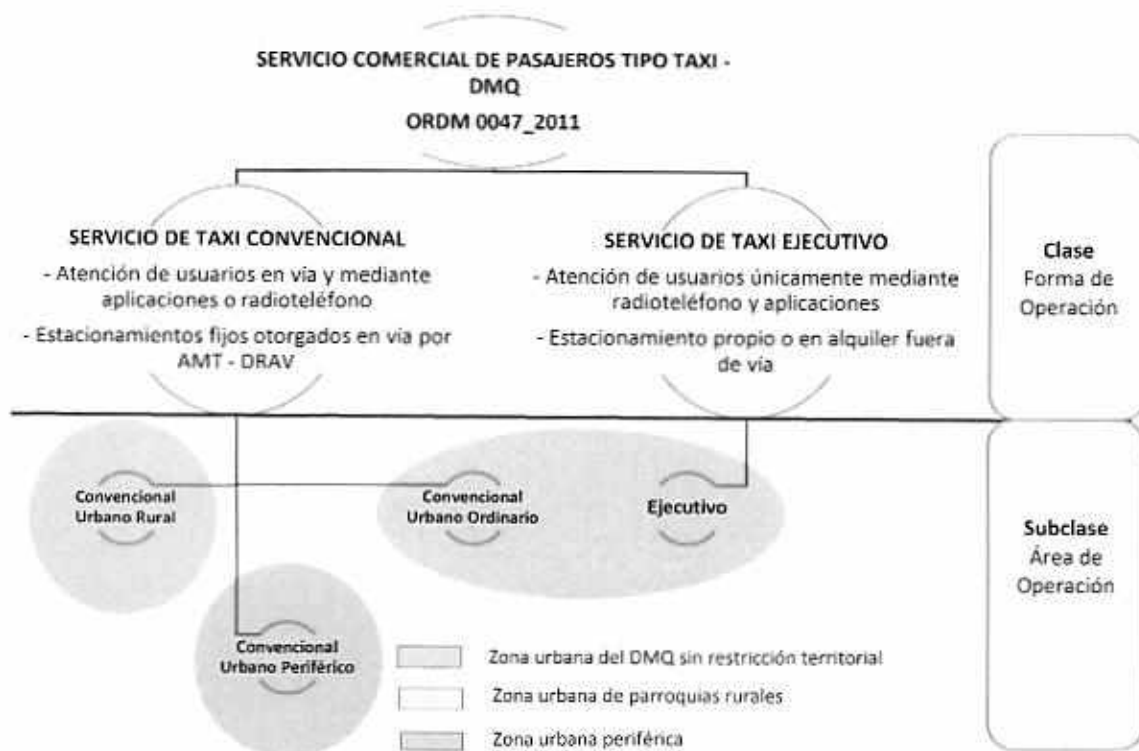 SERVICIO COMERCIAL DE PASAJEROS TIPO TAXI -
DMQ
ORDM 0047_2011
SERVICIO DE TAXI CONVENCIONAL
- Atención de usuarios en vía y mediante
aplicaciones o radioteléfono
- Estacionamientos fijos otorgados en vía por
AMT - DRAV
SERVICIO DE TAXI EJECUTIVO
- Atención de usuarios únicamente mediante
radioteléfono y aplicaciones
- Estacionamiento propio o en alquiler fuera
de vía
Clase
Forma de
Operación
Convencional
Urbano Rural
Convencional
Urbano Ordinario
Ejecutivo
Convencional
Urbano Periférico
Subclase
Área de
Operación
Zona urbana del DMQ sin restricción territorial
Zona urbana de parroquias rurales
Zona urbana periférica